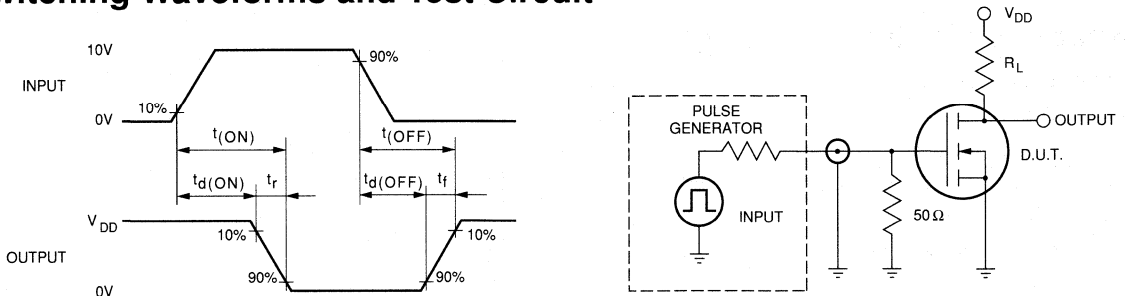 Switching Waveforms and Test Circuit
10V
INPUT
0V
10%
90%
t(ON)
t(OFF)
td(ON)
tr
td(OFF)
tf
VDD
OUTPUT
0V
10%
90%
90%
10%
VDD
RL
PULSE
GENERATOR
INPUT
50Ω
OUTPUT
D.U.T.